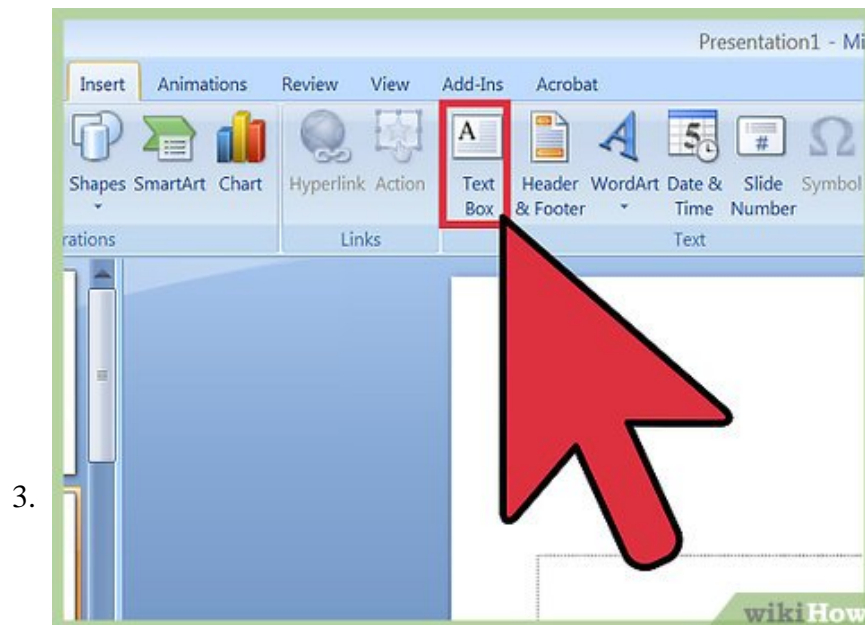 Presentation1 - Mi
Insert Animations Review View Add-Ins Acrobat
Shapes SmartArt Chart Hyperlink Action Text Box Header & Footer WordArt Date & Time Slide Number Symbol
rations Links Text
3.
wikiHow